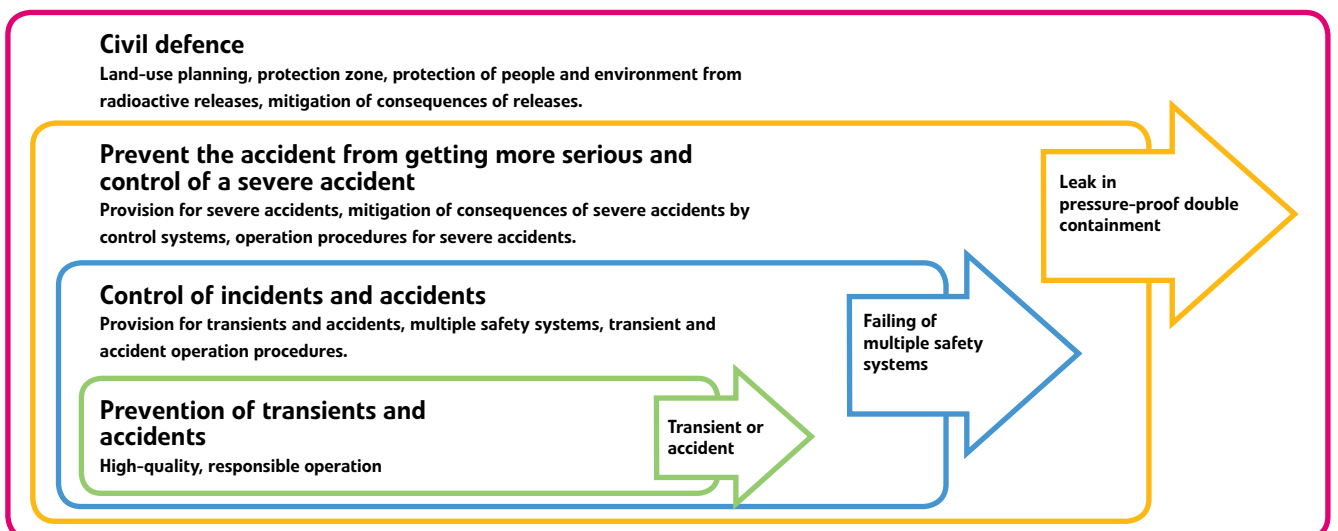 Civil defence
Land-use planning, protection zone, protection of people and environment from
radioactive releases, mitigation of consequences of releases.
Prevent the accident from getting more serious and
control of a severe accident
Provision for severe accidents, mitigation of consequences of severe accidents by
control systems, operation procedures for severe accidents.
Leak in
pressure-proof double
containment
Control of incidents and accidents
Provision for transients and accidents, multiple safety systems, transient and
accident operation procedures.
Failing of
multiple safety
systems
Prevention of transients and
accidents
High-quality, responsible operation
Transient or
accident